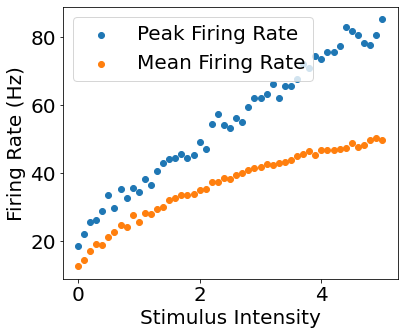 Peak Firing Rate
Mean Firing Rate
80
60
40
20
Firing Rate (Hz)
0 2 4
Stimulus Intensity